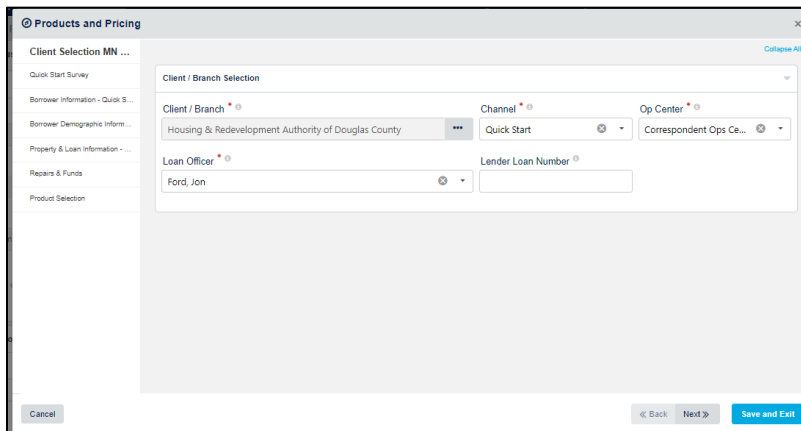 Products and Pricing
Client Selection MN ...
Collapse All
Quick Start Survey
Borrower Information - Quick S...
Borrower Demographic Inform...
Property & Loan Information - ...
Repairs & Funds
Product Selection
Client / Branch Selection
Client / Branch * Channel * Op Center *
Housing & Redevelopment Authority of Douglas County ... Quick Start Correspondent Ops Ce...
Loan Officer * Lender Loan Number
Ford, Jon
Cancel « Back Next » Save and Exit